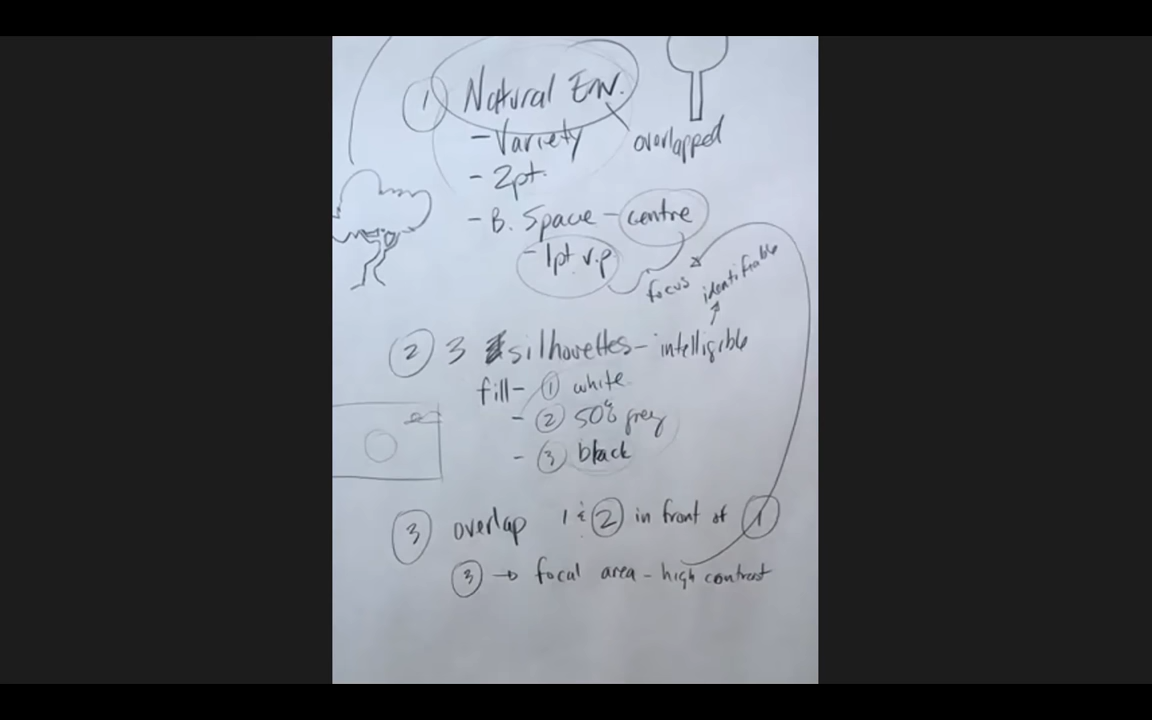 ① Natural Env.
overlapped
- Variety
- 2pt.
- B. Space - centre
- 1pt. v.p.
focus
identifiable
② 3 silhouettes - intelligible
fill - ① white
- ② 50% grey
- ③ black
③ overlap 1 & ② in front of ①
③ → focal area - high contrast